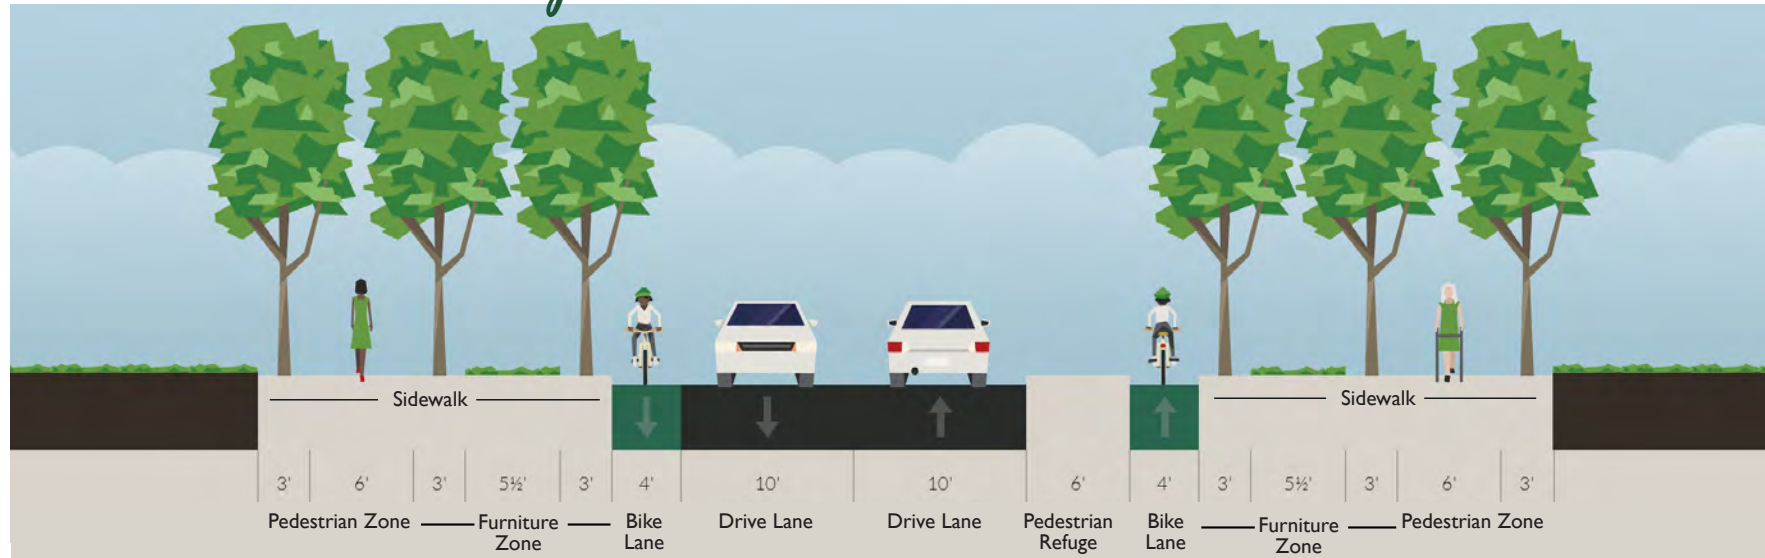 Sidewalk Sidewalk
3' 6' 3' 5½' 3' 4' 10' 10' 6' 4' 3' 5½' 3' 6' 3'
Pedestrian Zone Furniture Zone Bike Lane Drive Lane Drive Lane Pedestrian Refuge Bike Lane Furniture Zone Pedestrian Zone